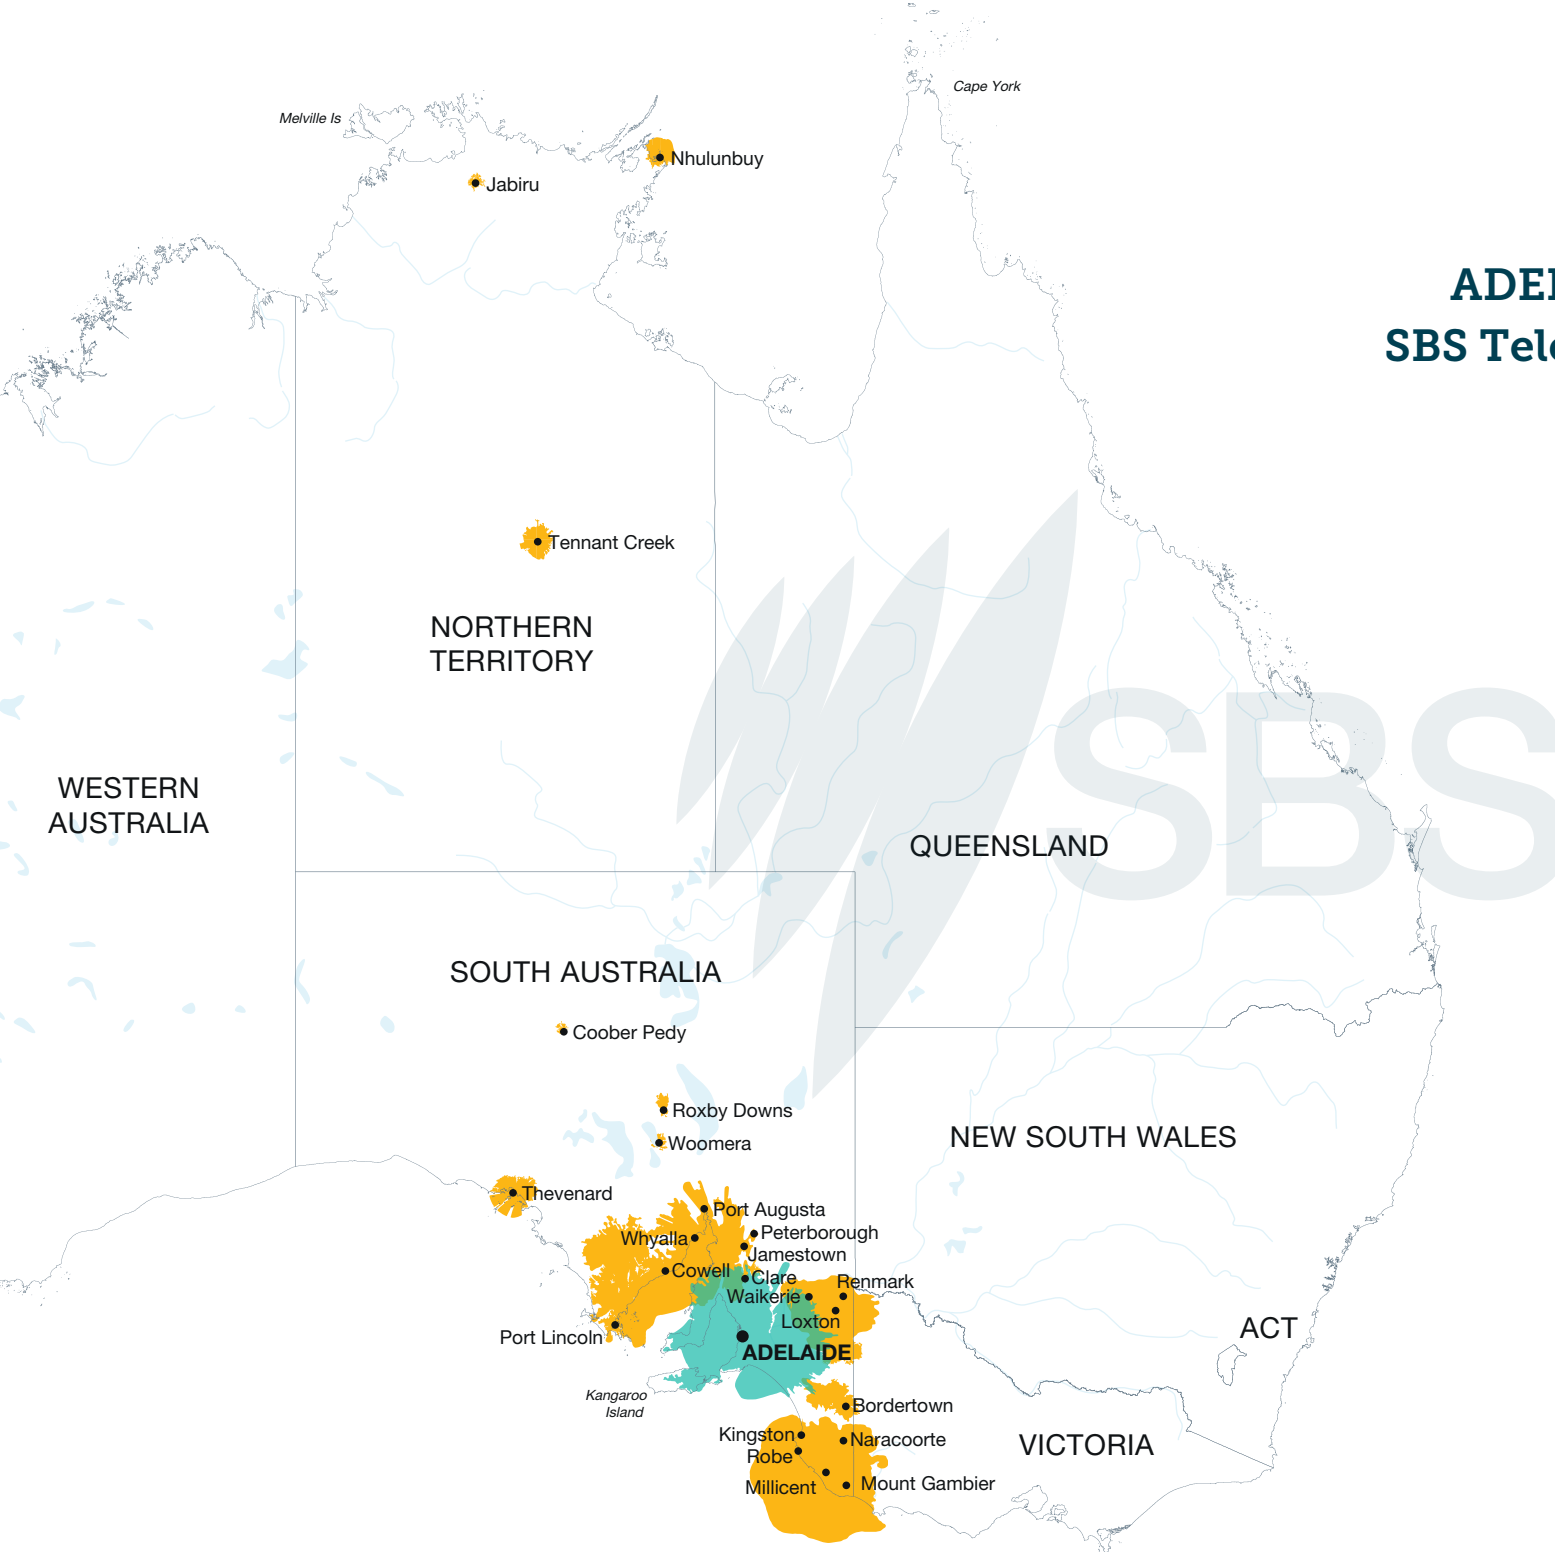 Cape York
Melville Is
Nhulunbuy
Jabiru
SBS
Tennant Creek
NORTHERN
TERRITORY
WESTERN
AUSTRALIA
QUEENSLAND
SBS
SOUTH AUSTRALIA
Coober Pedy
Roxby Downs
NEW SOUTH WALES
Woomera
Thevenard
Port Augusta
Peterborough
Whyalla
Jamestown
Cowell
Clare
Renmark
Waikerie
Loxton
ACT
Port Lincoln
ADELAIDE
Kangaroo
Island
Bordertown
Kingston
Naracoorte
VICTORIA
Robe
Mount Gambier
Millicent